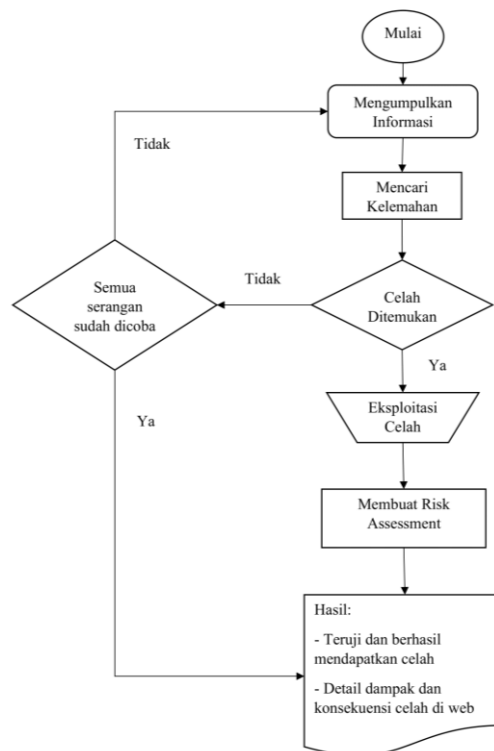 Mulai
Mengumpulkan
Informasi
Tidak
Mencari
Kelemahan
Semua
serangan
sudah dicoba
Tidak
Celah
Ditemukan
Ya
Ya
Eksploitasi
Celah
Membuat Risk
Assessment
Hasil:
- Teruji dan berhasil
mendapatkan celah
- Detail dampak dan
konsekuensi celah di web